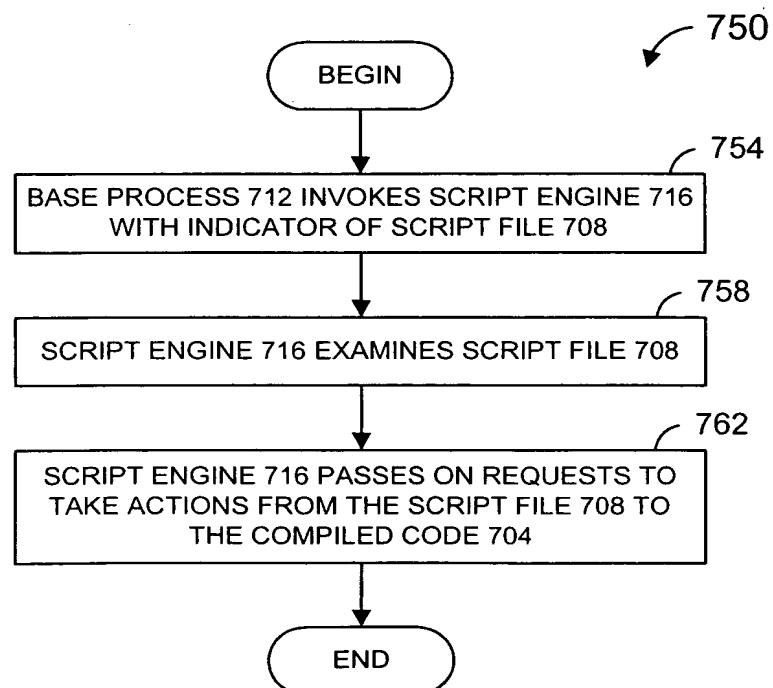 750
BEGIN
754
BASE PROCESS 712 INVOKES SCRIPT ENGINE 716
WITH INDICATOR OF SCRIPT FILE 708
758
SCRIPT ENGINE 716 EXAMINES SCRIPT FILE 708
762
SCRIPT ENGINE 716 PASSES ON REQUESTS TO
TAKE ACTIONS FROM THE SCRIPT FILE 708 TO
THE COMPILED CODE 704
END